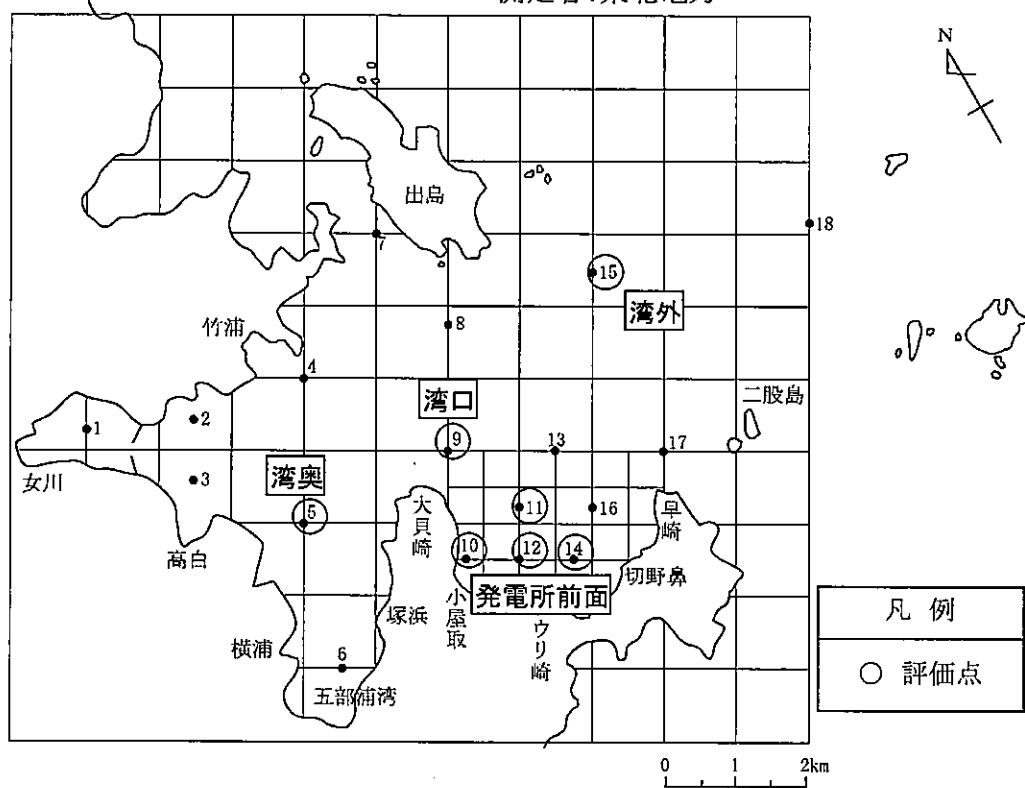 N
出島
18
7
15
湾外
8
竹浦
4
湾口
二股島
2
1
9
13
17
女川
3
湾奥
5
大貝崎
11
16
早崎
高白
10
12
14
切野鼻
発電所前面
塚浜
小屋取
ウリ崎
横浦
6
五部浦湾
凡例
○ 評価点
0 1 2km